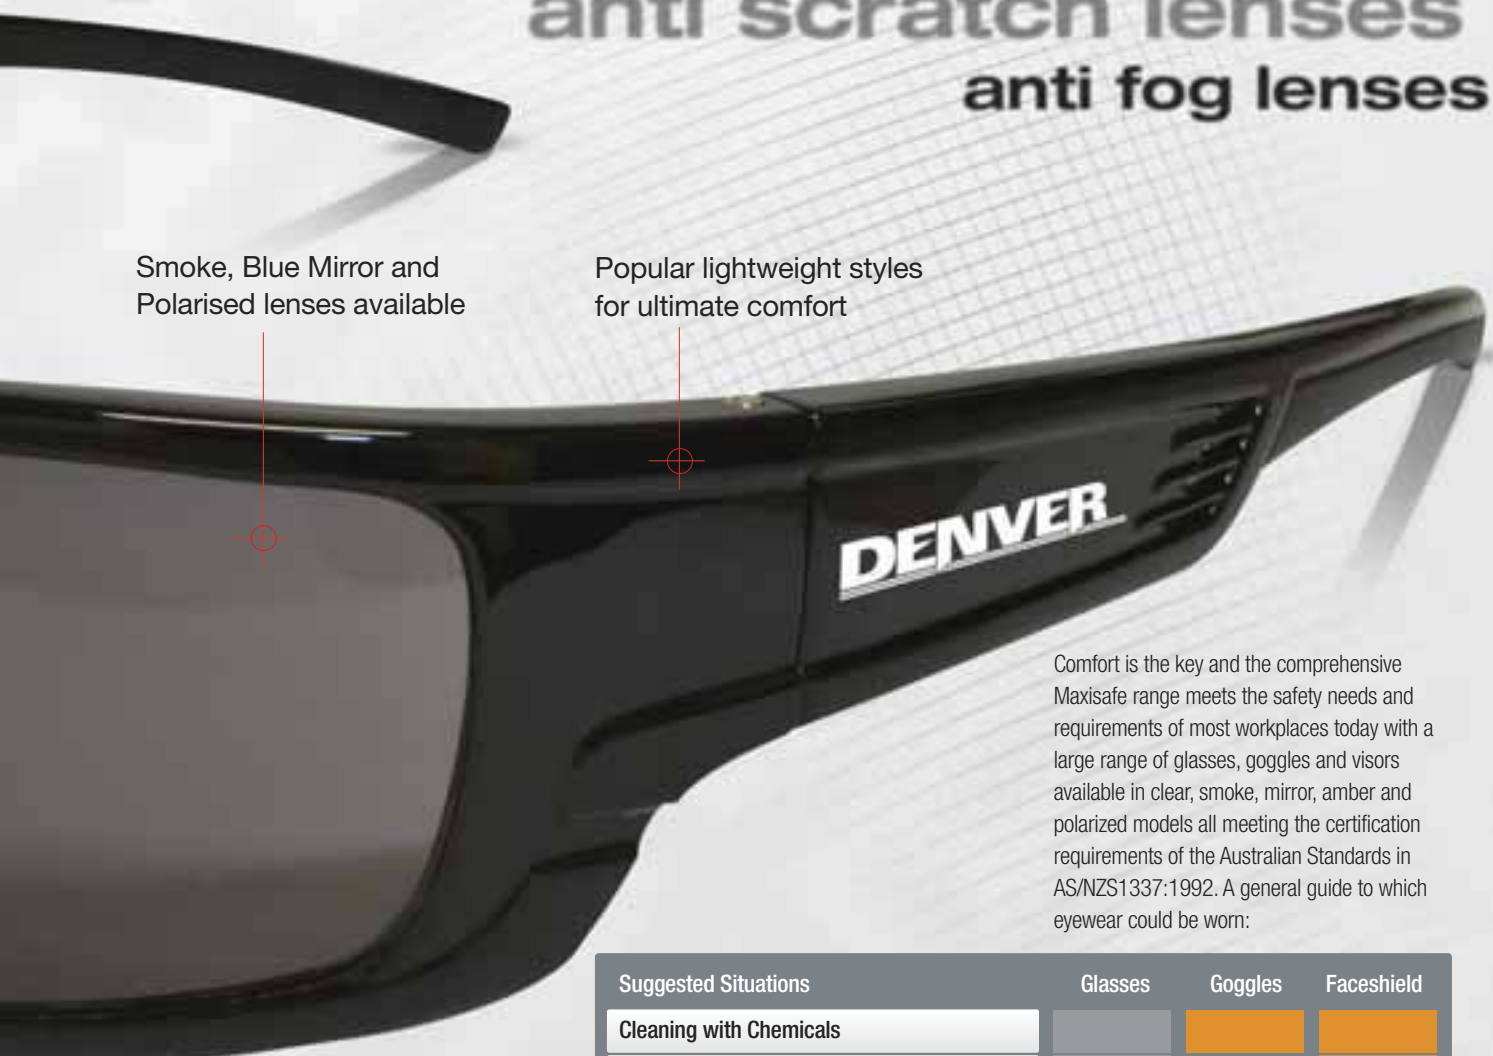 anti scratch lenses
anti fog lenses
Smoke, Blue Mirror and
Polarised lenses available
Popular lightweight styles
for ultimate comfort
DENVER
Comfort is the key and the comprehensive
Maxisafe range meets the safety needs and
requirements of most workplaces today with a
large range of glasses, goggles and visors
available in clear, smoke, mirror, amber and
polarized models all meeting the certification
requirements of the Australian Standards in
AS/NZS1337:1992. A general guide to which
eyewear could be worn:
Suggested Situations Glasses Goggles Faceshield
Cleaning with Chemicals